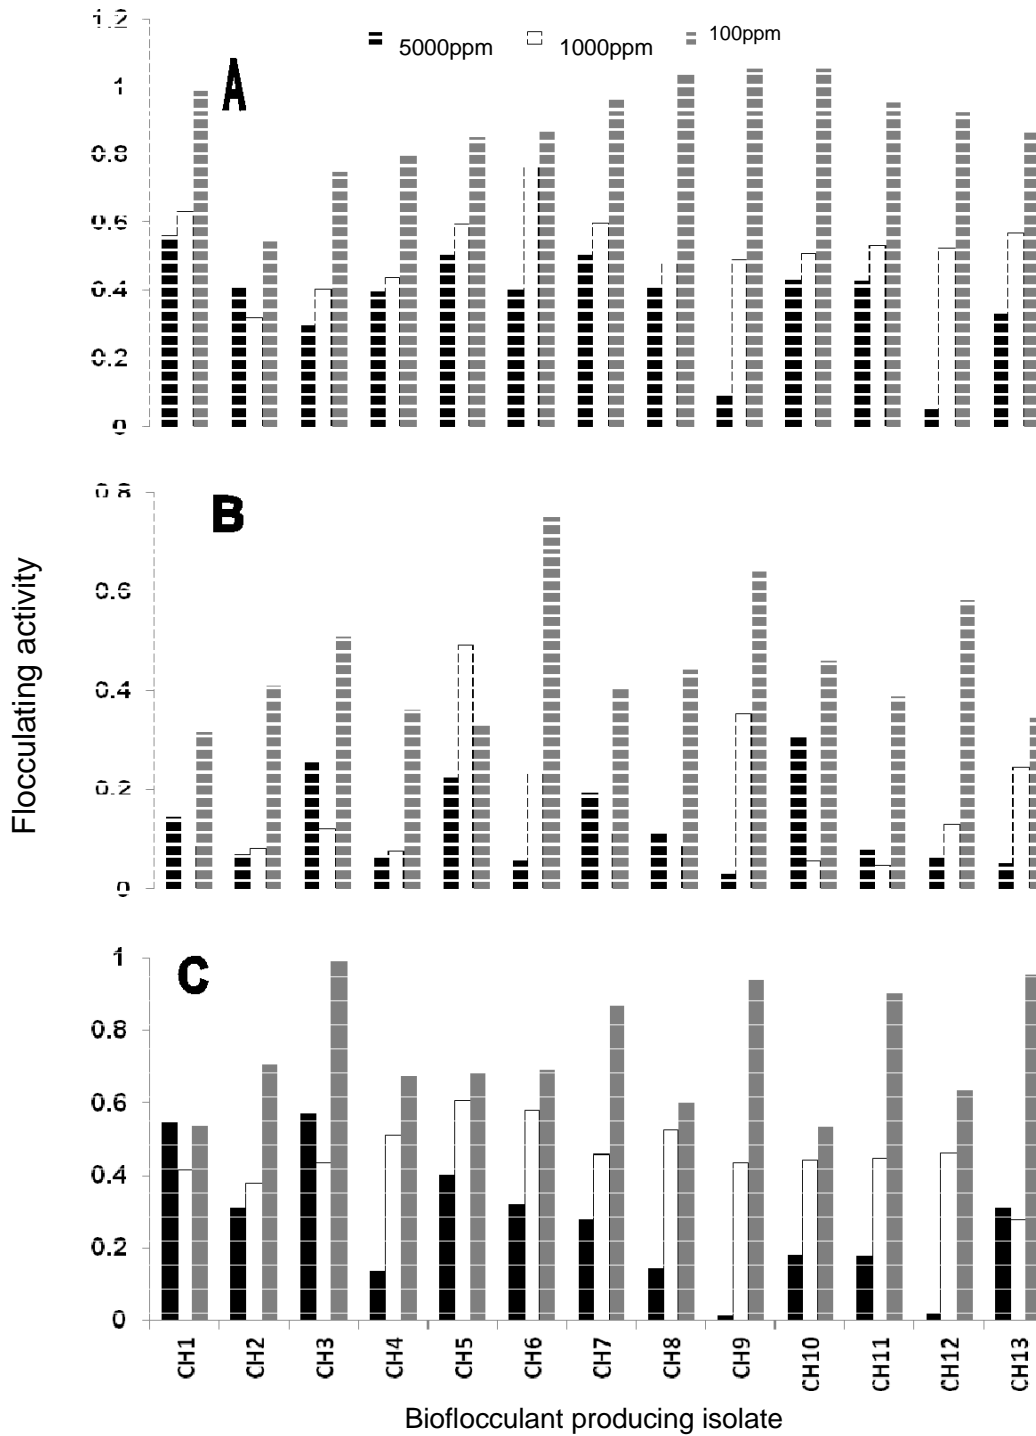 1.2
5000ppm 1000ppm 100ppm
1
A
0.8
0.6
0.4
0.2
0
0.8
B
0.6
0.4
0.2
0
Flocculating activity
1
C
0.8
0.6
0.4
0.2
0
CH1 CH2 CH3 CH4 CH5 CH6 CH7 CH8 CH9 CH10 CH11 CH12 CH13
Bioflocculant producing isolate